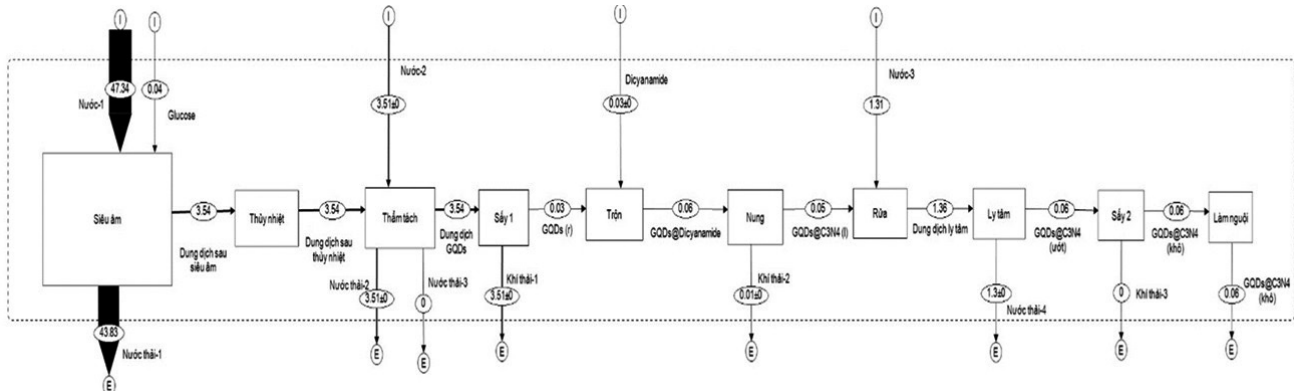 I
I
I
I
I
47.34
0.04
Nước-1
Glucose
Nước-2
3.51±0
Dicyanamide
0.03±0
Nước-3
1.31
Siêu âm
3.54
Dung dịch sau
siêu âm
Thủy nhiệt
3.54
Dung dịch sau
thủy nhiệt
Thẩm tách
3.54
Dung dịch
GQDs
Sấy 1
0.03
GQDs (r)
Trộn
0.06
GQDs@Dicyanamide
Nung
0.05
GQDs@C3N4 (l)
Rửa
1.36
Dung dịch ly tâm
Ly tâm
0.06
GQDs@C3N4
(ướt)
Sấy 2
0.06
GQDs@C3N4
(khô)
Làm nguội
43.83
Nước thải-1
E
Nước thải-2
3.51±0
E
Nước thải-3
0
E
Khí thải-1
3.51±0
E
Khí thải-2
0.01±0
E
1.3±0
Nước thải-4
E
0
Khí thải-3
E
0.06
GQDs@C3N4
(khô)
E